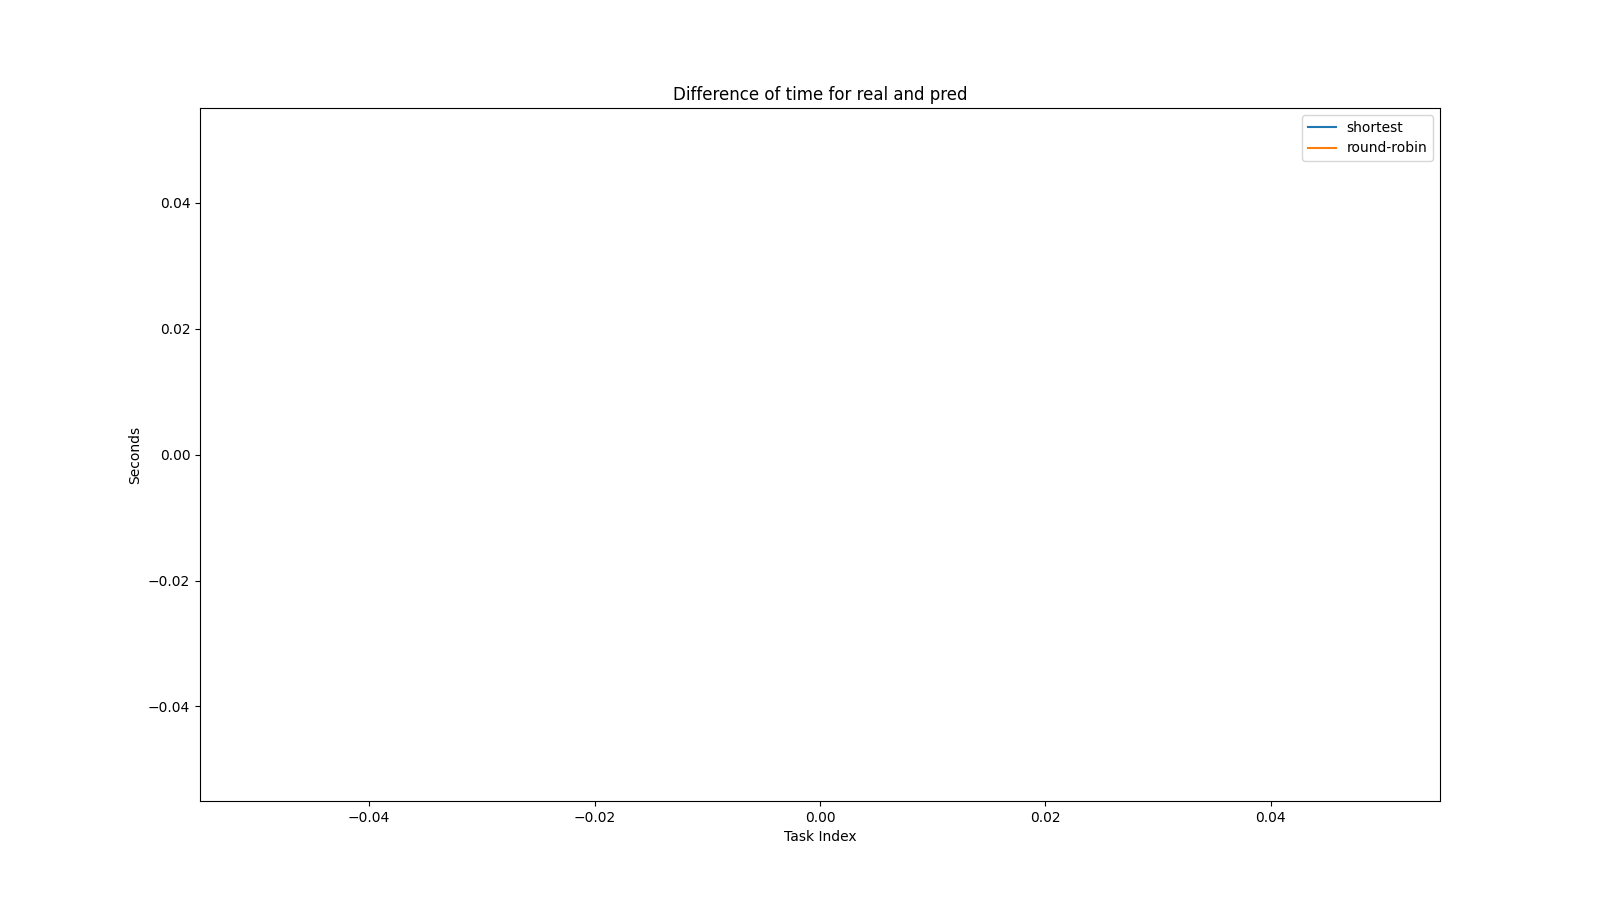 Difference of time for real and pred
shortest
round-robin
0.04
0.02
0.00
−0.02
−0.04
Seconds
−0.04
−0.02
0.00
0.02
0.04
Task Index